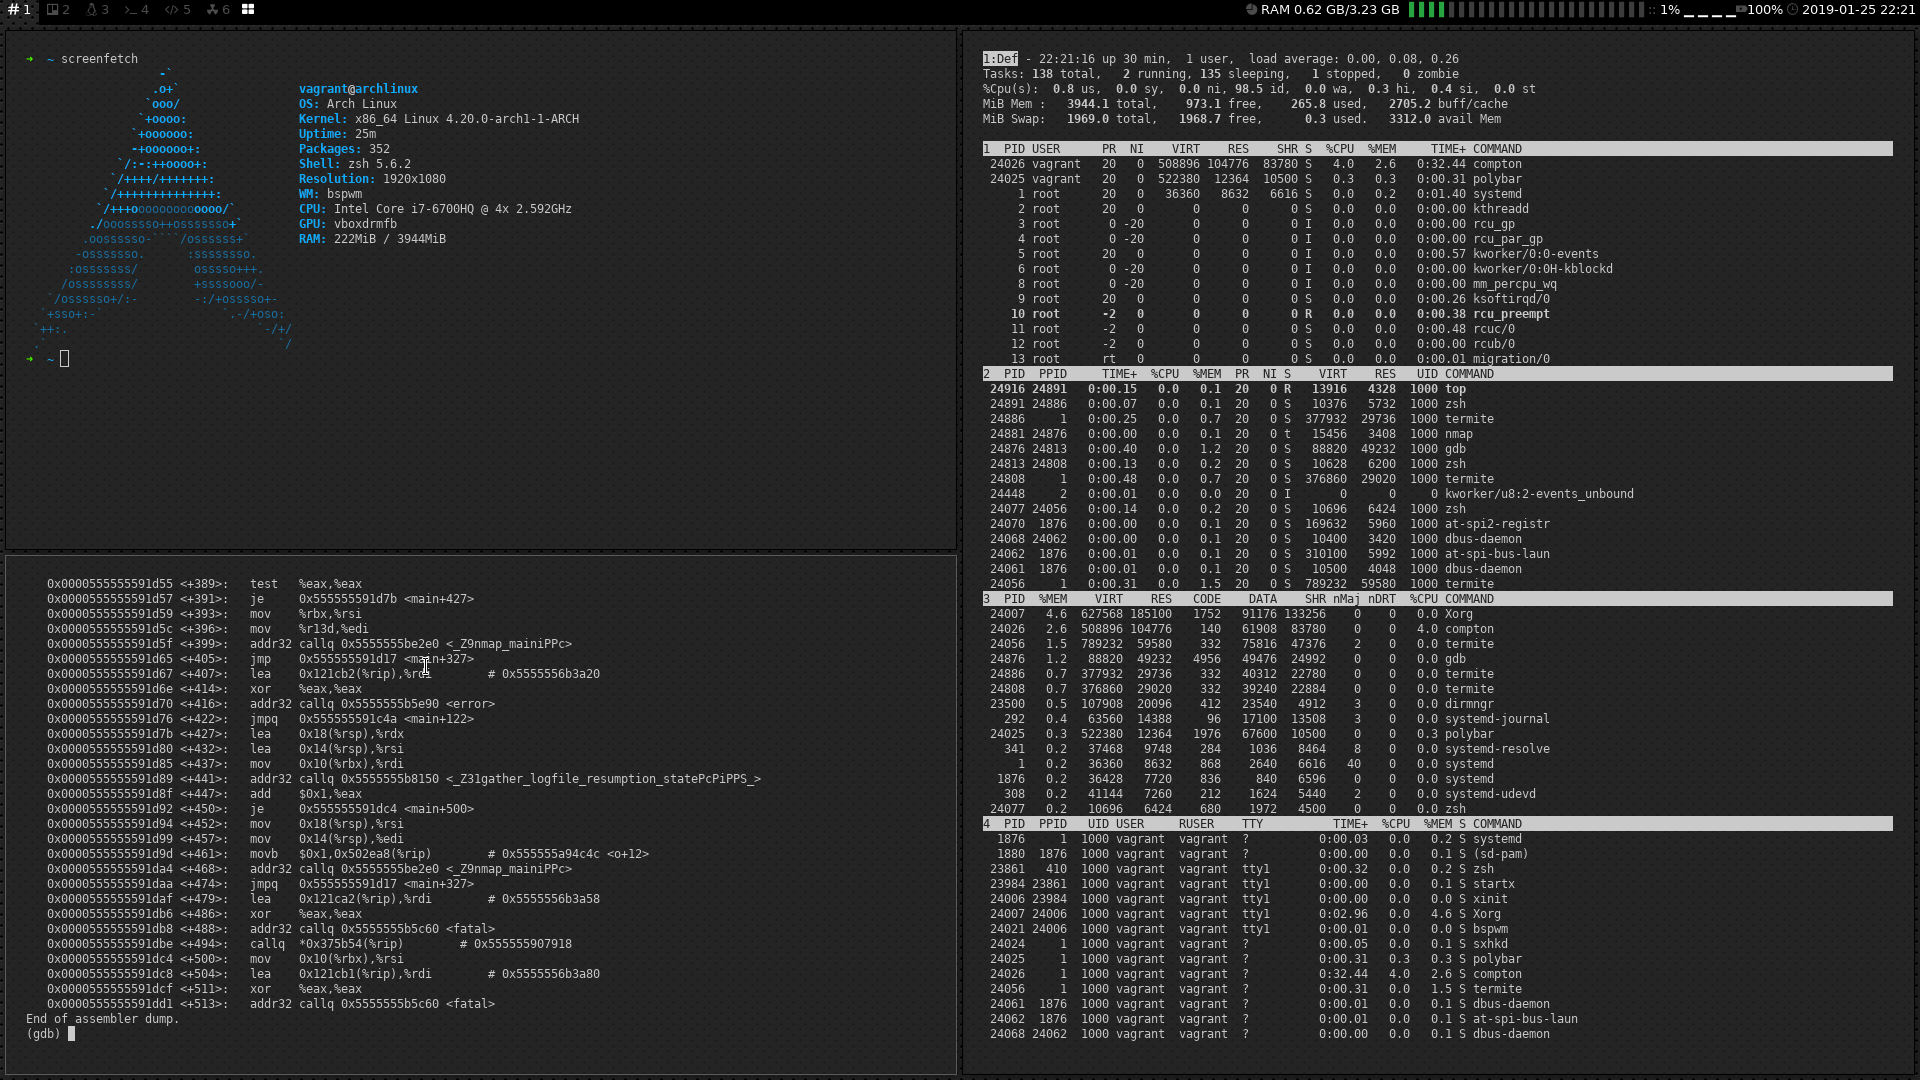 # 1 2 3 4 5 6
RAM 0.62 GB/3.23 GB :: 1% 100% 2019-01-25 22:21
➜ ~ screenfetch
-`
.o+`
`ooo/
`+oooo:
`+oooooo:
-+oooooo+:
`/:-:++oooo+:
`/++++/+++++++:
`/++++++++++++++:
`/+++ooooooooooooo/`
./ooosssso++osssssso+`
.oossssso-````/ossssss+`
-osssssso. :ssssssso.
:osssssss/ osssso+++.
/ossssssss/ +ssssooo/-
`/ossssso+/:- -:/+osssso+-
`+sso+:-` `.-/+oso:
`++:. `-/+/
.` `/
vagrant@archlinux
OS: Arch Linux
Kernel: x86_64 Linux 4.20.0-arch1-1-ARCH
Uptime: 25m
Packages: 352
Shell: zsh 5.6.2
Resolution: 1920x1080
WM: bspwm
CPU: Intel Core i7-6700HQ @ 4x 2.592GHz
GPU: vboxdrmfb
RAM: 222MiB / 3944MiB
➜ ~
0x0000555555591d55 <+389>: test %eax,%eax
0x0000555555591d57 <+391>: je 0x555555591d7b <main+427>
0x0000555555591d59 <+393>: mov %rbx,%rsi
0x0000555555591d5c <+396>: mov %r13d,%edi
0x0000555555591d5f <+399>: addr32 callq 0x5555555be2e0 <_Z9nmap_mainiPPc>
0x0000555555591d65 <+405>: jmp 0x555555591d17 <main+327>
0x0000555555591d67 <+407>: lea 0x121cb2(%rip),%rdi # 0x5555556b3a20
0x0000555555591d6e <+414>: xor %eax,%eax
0x0000555555591d70 <+416>: addr32 callq 0x5555555b5e90 <error>
0x0000555555591d76 <+422>: jmpq 0x555555591c4a <main+122>
0x0000555555591d7b <+427>: lea 0x18(%rsp),%rdx
0x0000555555591d80 <+432>: lea 0x14(%rsp),%rsi
0x0000555555591d85 <+437>: mov 0x10(%rbx),%rdi
0x0000555555591d89 <+441>: addr32 callq 0x5555555b8150 <_Z31gather_logfile_resumption_statePcPiPPS_>
0x0000555555591d8f <+447>: add $0x1,%eax
0x0000555555591d92 <+450>: je 0x555555591dc4 <main+500>
0x0000555555591d94 <+452>: mov 0x18(%rsp),%rsi
0x0000555555591d99 <+457>: mov 0x14(%rsp),%edi
0x0000555555591d9d <+461>: movb $0x1,0x502ea8(%rip) # 0x555555a94c4c <o+12>
0x0000555555591da4 <+468>: addr32 callq 0x5555555be2e0 <_Z9nmap_mainiPPc>
0x0000555555591daa <+474>: jmpq 0x555555591d17 <main+327>
0x0000555555591daf <+479>: lea 0x121ca2(%rip),%rdi # 0x5555556b3a58
0x0000555555591db6 <+486>: xor %eax,%eax
0x0000555555591db8 <+488>: addr32 callq 0x5555555b5c60 <fatal>
0x0000555555591dbe <+494>: callq *0x375b54(%rip) # 0x555555907918
0x0000555555591dc4 <+500>: mov 0x10(%rbx),%rsi
0x0000555555591dc8 <+504>: lea 0x121cb1(%rip),%rdi # 0x5555556b3a80
0x0000555555591dcf <+511>: xor %eax,%eax
0x0000555555591dd1 <+513>: addr32 callq 0x5555555b5c60 <fatal>
End of assembler dump.
(gdb)
1:Def - 22:21:16 up 30 min, 1 user, load average: 0.00, 0.08, 0.26
Tasks: 138 total, 2 running, 135 sleeping, 1 stopped, 0 zombie
%Cpu(s): 0.8 us, 0.0 sy, 0.0 ni, 98.5 id, 0.0 wa, 0.3 hi, 0.4 si, 0.0 st
MiB Mem : 3944.1 total, 973.1 free, 265.8 used, 2705.2 buff/cache
MiB Swap: 1969.0 total, 1968.7 free, 0.3 used. 3312.0 avail Mem
1 PID USER PR NI VIRT RES SHR S %CPU %MEM TIME+ COMMAND
24026 vagrant 20 0 508896 104776 83780 S 4.0 2.6 0:32.44 compton
24025 vagrant 20 0 522380 12364 10500 S 0.3 0.3 0:00.31 polybar
1 root 20 0 36360 8632 6616 S 0.0 0.2 0:01.40 systemd
2 root 20 0 0 0 0 S 0.0 0.0 0:00.00 kthreadd
3 root 0 -20 0 0 0 I 0.0 0.0 0:00.00 rcu_gp
4 root 0 -20 0 0 0 I 0.0 0.0 0:00.00 rcu_par_gp
5 root 20 0 0 0 0 I 0.0 0.0 0:00.57 kworker/0:0-events
6 root 0 -20 0 0 0 I 0.0 0.0 0:00.00 kworker/0:0H-kblockd
8 root 0 -20 0 0 0 I 0.0 0.0 0:00.00 mm_percpu_wq
9 root 20 0 0 0 0 S 0.0 0.0 0:00.26 ksoftirqd/0
10 root -2 0 0 0 0 R 0.0 0.0 0:00.38 rcu_preempt
11 root -2 0 0 0 0 S 0.0 0.0 0:00.48 rcuc/0
12 root -2 0 0 0 0 S 0.0 0.0 0:00.00 rcub/0
13 root rt 0 0 0 0 S 0.0 0.0 0:00.01 migration/0
2 PID PPID TIME+ %CPU %MEM PR NI S VIRT RES UID COMMAND
24916 24891 0:00.15 0.0 0.1 20 0 R 13916 4328 1000 top
24891 24886 0:00.07 0.0 0.1 20 0 S 10376 5732 1000 zsh
24886 1 0:00.25 0.0 0.7 20 0 S 377932 29736 1000 termite
24881 24876 0:00.00 0.0 0.1 20 0 t 15456 3408 1000 nmap
24876 24813 0:00.40 0.0 1.2 20 0 S 88820 49232 1000 gdb
24813 24808 0:00.13 0.0 0.2 20 0 S 10628 6200 1000 zsh
24808 1 0:00.48 0.0 0.7 20 0 S 376860 29020 1000 termite
24448 2 0:00.01 0.0 0.0 20 0 I 0 0 0 kworker/u8:2-events_unbound
24077 24056 0:00.14 0.0 0.2 20 0 S 10696 6424 1000 zsh
24070 1876 0:00.00 0.0 0.1 20 0 S 169632 5960 1000 at-spi2-registr
24068 24062 0:00.00 0.0 0.1 20 0 S 10400 3420 1000 dbus-daemon
24062 1876 0:00.01 0.0 0.1 20 0 S 310100 5992 1000 at-spi-bus-laun
24061 1876 0:00.01 0.0 0.1 20 0 S 10500 4048 1000 dbus-daemon
24056 1 0:00.31 0.0 1.5 20 0 S 789232 59580 1000 termite
3 PID %MEM VIRT RES CODE DATA SHR nMaj nDRT %CPU COMMAND
24007 4.6 627568 185100 1752 91176 133256 0 0 0.0 Xorg
24026 2.6 508896 104776 140 61908 83780 0 0 4.0 compton
24056 1.5 789232 59580 332 75816 47376 2 0 0.0 termite
24876 1.2 88820 49232 4956 49476 24992 0 0 0.0 gdb
24886 0.7 377932 29736 332 40312 22780 0 0 0.0 termite
24808 0.7 376860 29020 332 39240 22884 0 0 0.0 termite
23500 0.5 107908 20096 412 23540 4912 3 0 0.0 dirmngr
292 0.4 63560 14388 96 17100 13508 3 0 0.0 systemd-journal
24025 0.3 522380 12364 1976 67600 10500 0 0 0.3 polybar
341 0.2 37468 9748 284 1036 8464 8 0 0.0 systemd-resolve
1 0.2 36360 8632 868 2640 6616 40 0 0.0 systemd
1876 0.2 36428 7720 836 840 6596 0 0 0.0 systemd
308 0.2 41144 7260 212 1624 5440 2 0 0.0 systemd-udevd
24077 0.2 10696 6424 680 1972 4500 0 0 0.0 zsh
4 PID PPID UID USER RUSER TTY TIME+ %CPU %MEM S COMMAND
1876 1 1000 vagrant vagrant ? 0:00.03 0.0 0.2 S systemd
1880 1876 1000 vagrant vagrant ? 0:00.00 0.0 0.1 S (sd-pam)
23861 410 1000 vagrant vagrant tty1 0:00.32 0.0 0.2 S zsh
23984 23861 1000 vagrant vagrant tty1 0:00.00 0.0 0.1 S startx
24006 23984 1000 vagrant vagrant tty1 0:00.00 0.0 0.0 S xinit
24007 24006 1000 vagrant vagrant tty1 0:02.96 0.0 4.6 S Xorg
24021 24006 1000 vagrant vagrant tty1 0:00.01 0.0 0.0 S bspwm
24024 1 1000 vagrant vagrant ? 0:00.05 0.0 0.1 S sxhkd
24025 1 1000 vagrant vagrant ? 0:00.31 0.3 0.3 S polybar
24026 1 1000 vagrant vagrant ? 0:32.44 4.0 2.6 S compton
24056 1 1000 vagrant vagrant ? 0:00.31 0.0 1.5 S termite
24061 1876 1000 vagrant vagrant ? 0:00.01 0.0 0.1 S dbus-daemon
24062 1876 1000 vagrant vagrant ? 0:00.01 0.0 0.1 S at-spi-bus-laun
24068 24062 1000 vagrant vagrant ? 0:00.00 0.0 0.1 S dbus-daemon